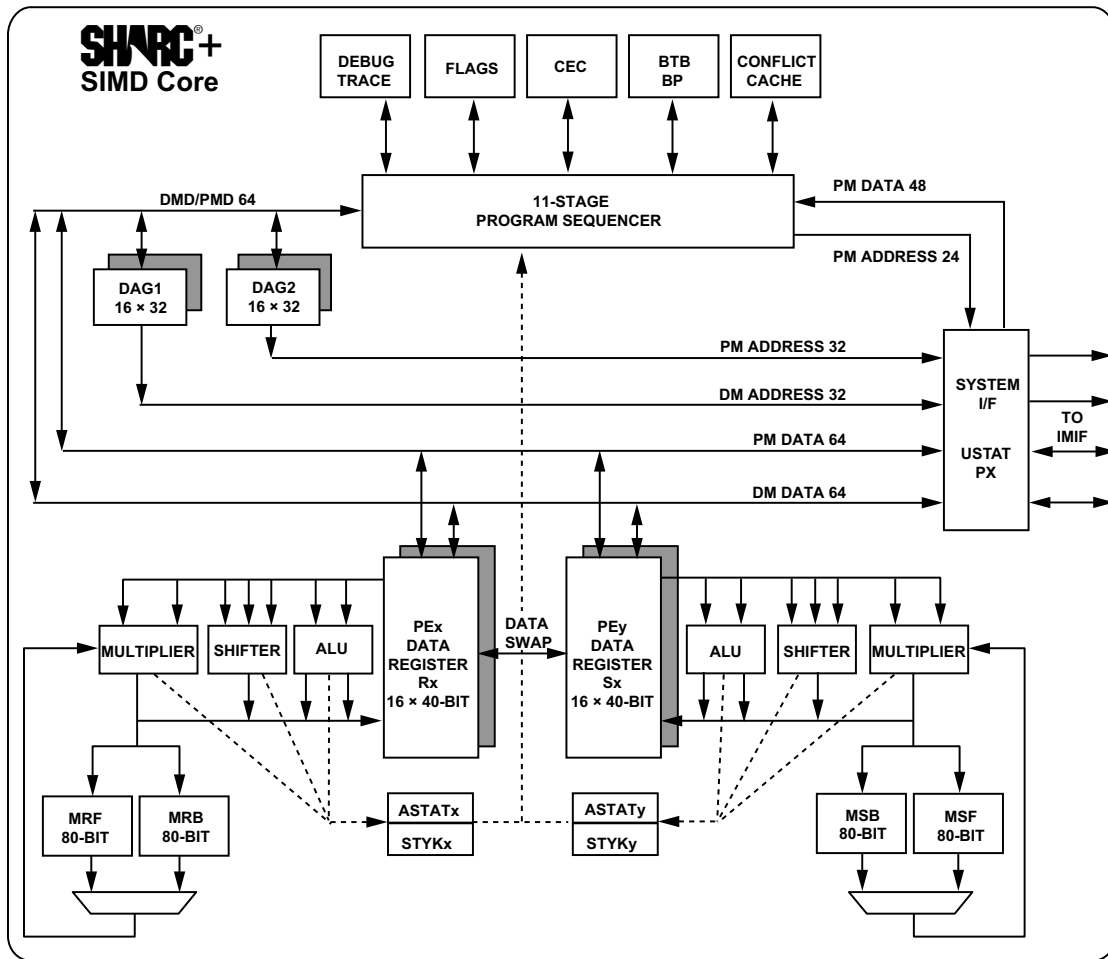 SHARC®+
SIMD Core
DEBUG
TRACE
FLAGS
CEC
BTB
BP
CONFLICT
CACHE
DMD/PMD 64
11-STAGE
PROGRAM SEQUENCER
PM DATA 48
PM ADDRESS 24
DAG1
16 × 32
DAG2
16 × 32
PM ADDRESS 32
DM ADDRESS 32
PM DATA 64
DM DATA 64
SYSTEM
I/F
USTAT
PX
TO
IMIF
MULTIPLIER
SHIFTER
ALU
PEx
DATA
REGISTER
Rx
16 × 40-BIT
DATA
SWAP
PEy
DATA
REGISTER
Sx
16 × 40-BIT
ALU
SHIFTER
MULTIPLIER
MRF
80-BIT
MRB
80-BIT
ASTATx
STYKx
ASTATy
STYKy
MSB
80-BIT
MSF
80-BIT